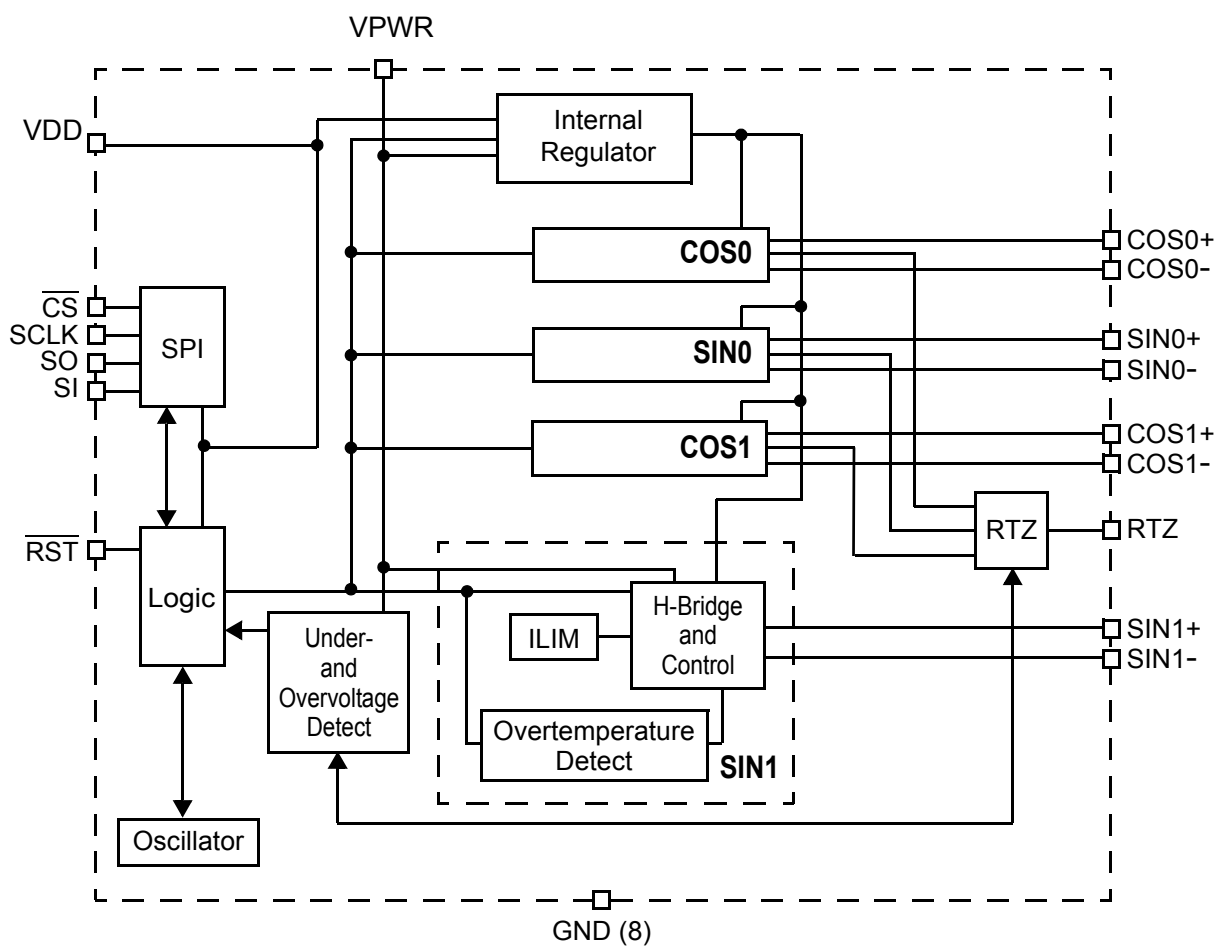 VPWR
VDD
Internal
Regulator
COS0
COS0+
COS0-
CS
SCLK
SO
SI
SPI
SIN0
SIN0+
SIN0-
COS1
COS1+
COS1-
RST
Logic
RTZ
RTZ
H-Bridge
and
Control
ILIM
SIN1+
SIN1-
Under-
and
Overvoltage
Detect
Overtemperature
Detect
SIN1
Oscillator
GND (8)